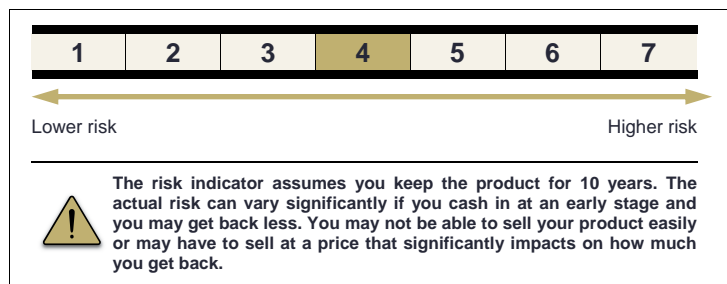 1 2 3 4 5 6 7
Lower risk Higher risk
The risk indicator assumes you keep the product for 10 years. The
actual risk can vary significantly if you cash in at an early stage and
you may get back less. You may not be able to sell your product easily
or may have to sell at a price that significantly impacts on how much
you get back.